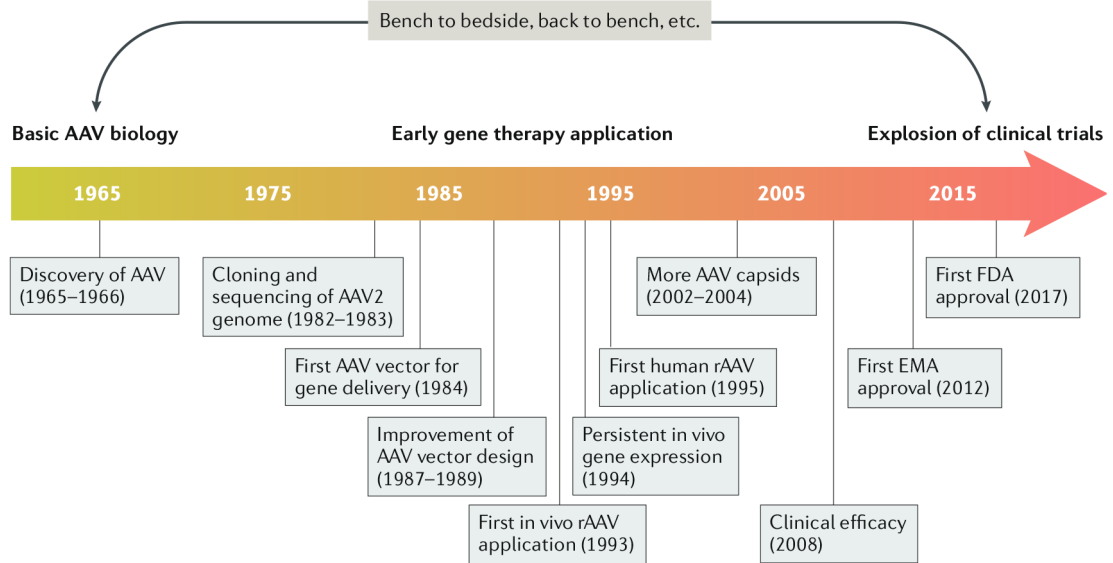 Bench to bedside, back to bench, etc.
Basic AAV biology
Early gene therapy application
Explosion of clinical trials
1965
1975
1985
1995
2005
2015
Discovery of AAV
(1965–1966)
Cloning and
sequencing of AAV2
genome (1982–1983)
First AAV vector for
gene delivery (1984)
Improvement of
AAV vector design
(1987–1989)
First in vivo rAAV
application (1993)
Persistent in vivo
gene expression
(1994)
First human rAAV
application (1995)
More AAV capsids
(2002–2004)
Clinical efficacy
(2008)
First EMA
approval (2012)
First FDA
approval (2017)